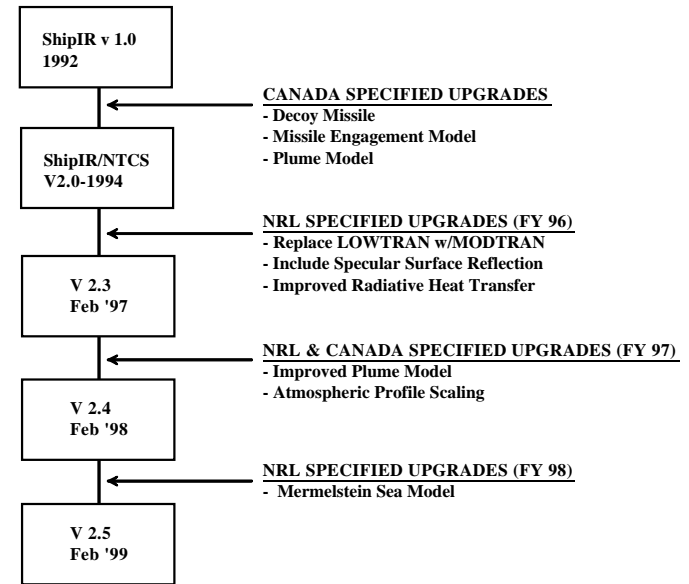 ShipIR v 1.0
1992
CANADA SPECIFIED UPGRADES
- Decoy Missile
- Missile Engagement Model
- Plume Model
ShipIR/NTCS
V2.0-1994
NRL SPECIFIED UPGRADES (FY 96)
- Replace LOWTRAN w/MODTRAN
- Include Specular Surface Reflection
- Improved Radiative Heat Transfer
V 2.3
Feb '97
NRL & CANADA SPECIFIED UPGRADES (FY 97)
- Improved Plume Model
- Atmospheric Profile Scaling
V 2.4
Feb '98
NRL SPECIFIED UPGRADES (FY 98)
- Mermelstein Sea Model
V 2.5
Feb '99